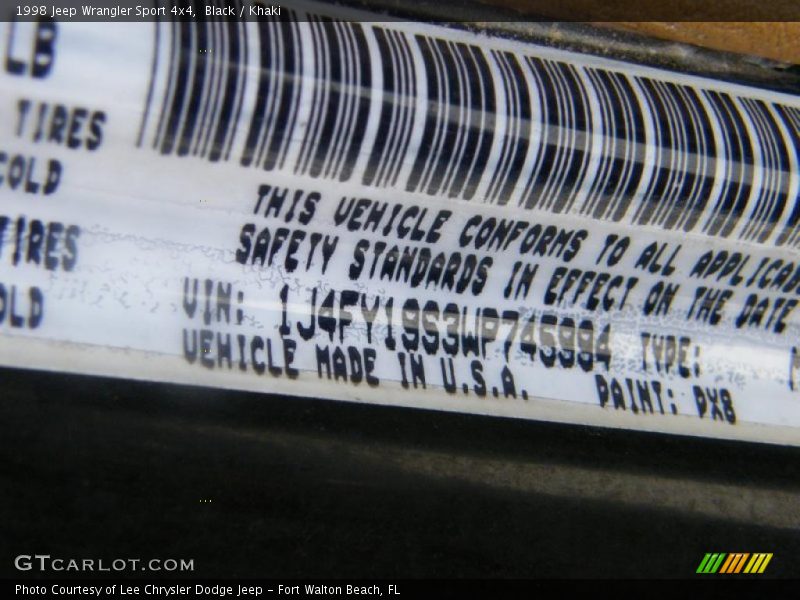 1998 Jeep Wrangler Sport 4x4, Black / Khaki
LB
TIRES
COLD
TIRES
OLD
THIS VEHICLE CONFORMS TO ALL APPLICAB
SAFETY STANDARDS IN EFFECT ON THE DATE
VIN: 1J4FY19S3WP745994 TYPE:
VEHICLE MADE IN U.S.A. PAINT: PX8
GTCARLOT.COM
Photo Courtesy of Lee Chrysler Dodge Jeep - Fort Walton Beach, FL